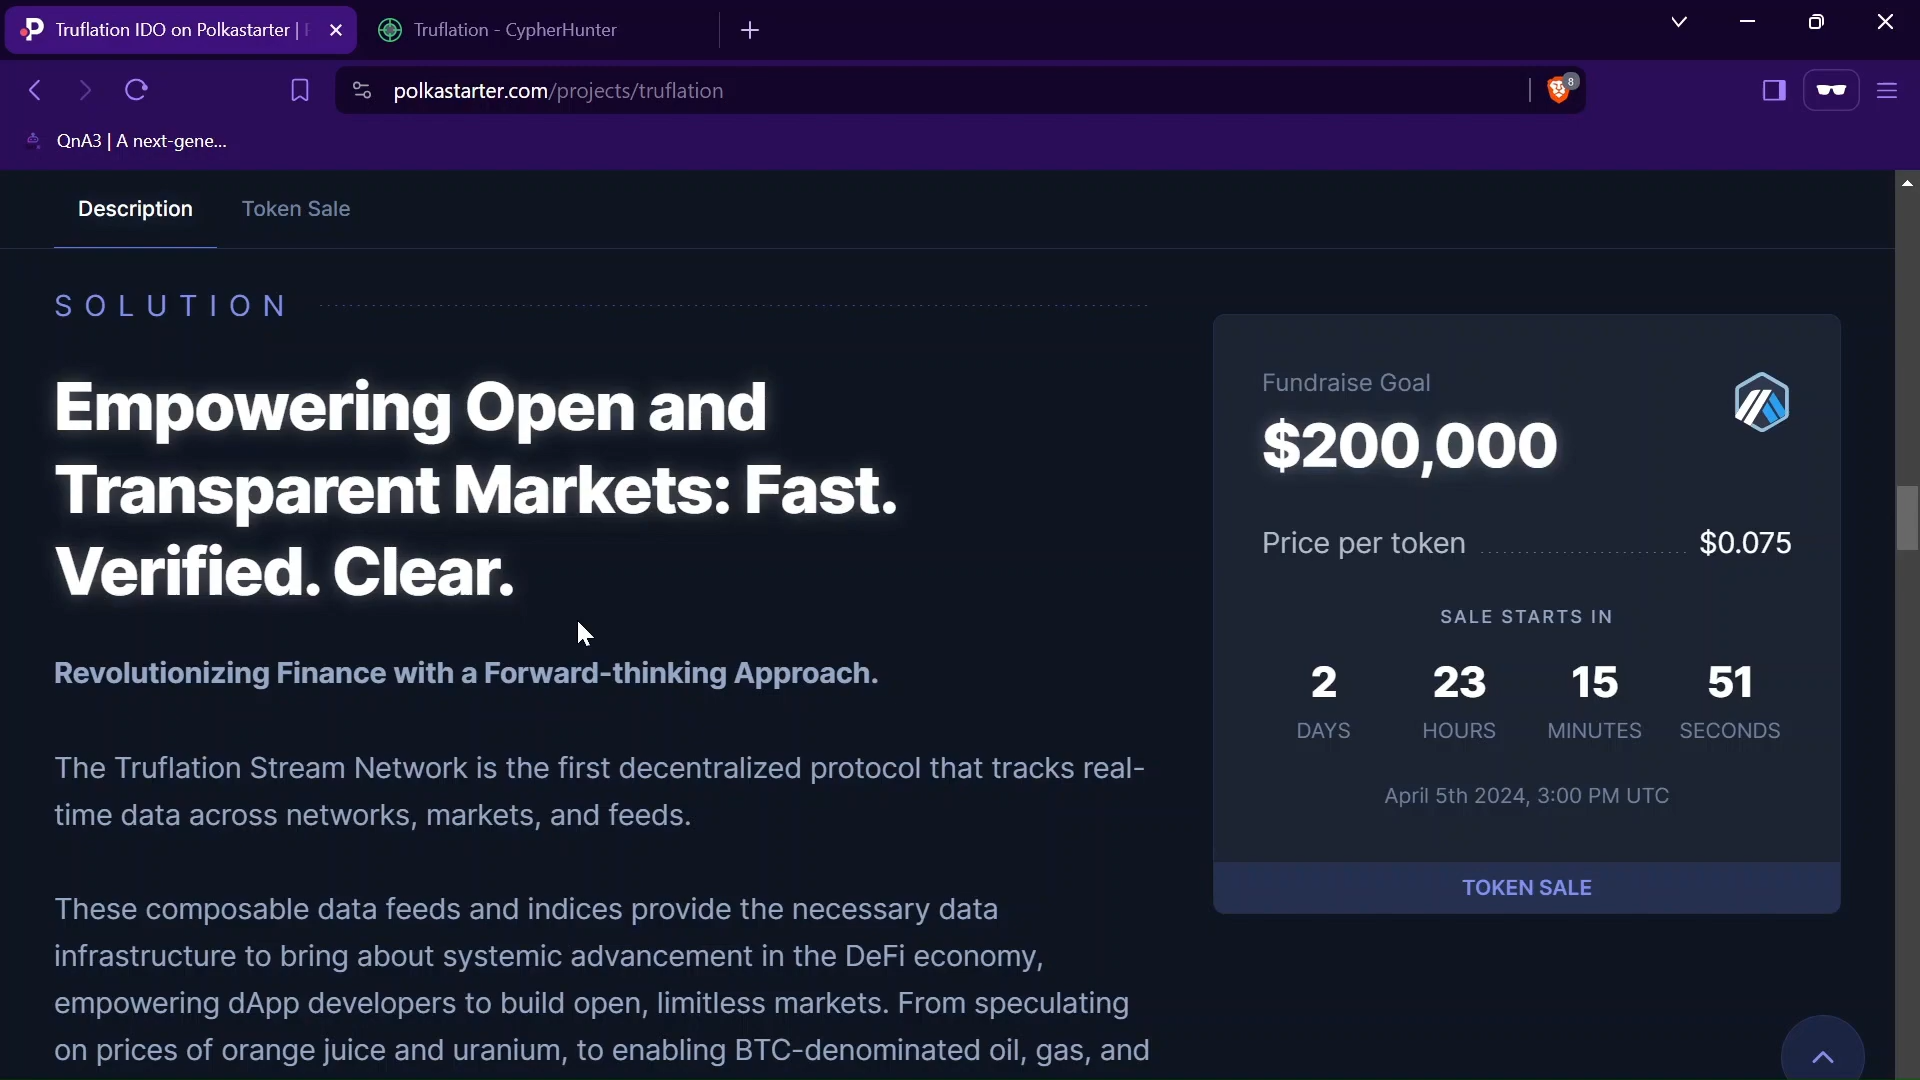 Truflation IDO on Polkastarter |
Truflation - CypherHunter
polkastarter.com/projects/truflation
8
QnA3 | A next-gene...
Description
Token Sale
SOLUTION
Empowering Open and
Transparent Markets: Fast.
Verified. Clear.
Revolutionizing Finance with a Forward-thinking Approach.
The Truflation Stream Network is the first decentralized protocol that tracks real-
time data across networks, markets, and feeds.
These composable data feeds and indices provide the necessary data
infrastructure to bring about systemic advancement in the DeFi economy,
empowering dApp developers to build open, limitless markets. From speculating
on prices of orange juice and uranium, to enabling BTC-denominated oil, gas, and
Fundraise Goal
$200,000
Price per token $0.075
SALE STARTS IN
2 23 15 51
DAYS HOURS MINUTES SECONDS
April 5th 2024, 3:00 PM UTC
TOKEN SALE